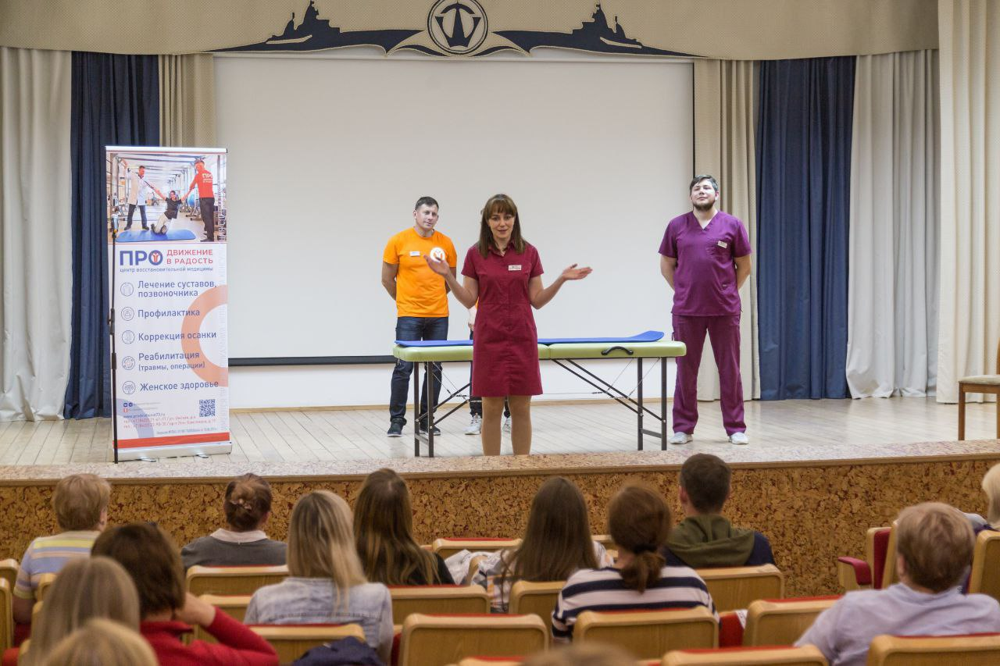 ПРО
ДВИЖЕНИЕ
В РАДОСТЬ
центр восстановительной медицины
Лечение суставов,
позвоночника
Профилактика
Коррекция осанки
Реабилитация
(травмы, операции)
Женское здоровье